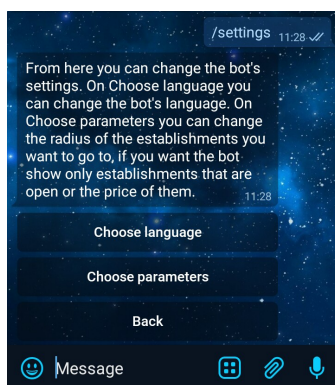 /settings 11:28
From here you can change the bot's
settings. On Choose language you
can change the bot's language. On
Choose parameters you can change
the radius of the establishments you
want to go to, if you want the bot
show only establishments that are
open or the price of them.
11:28
Choose language
Choose parameters
Back
Message